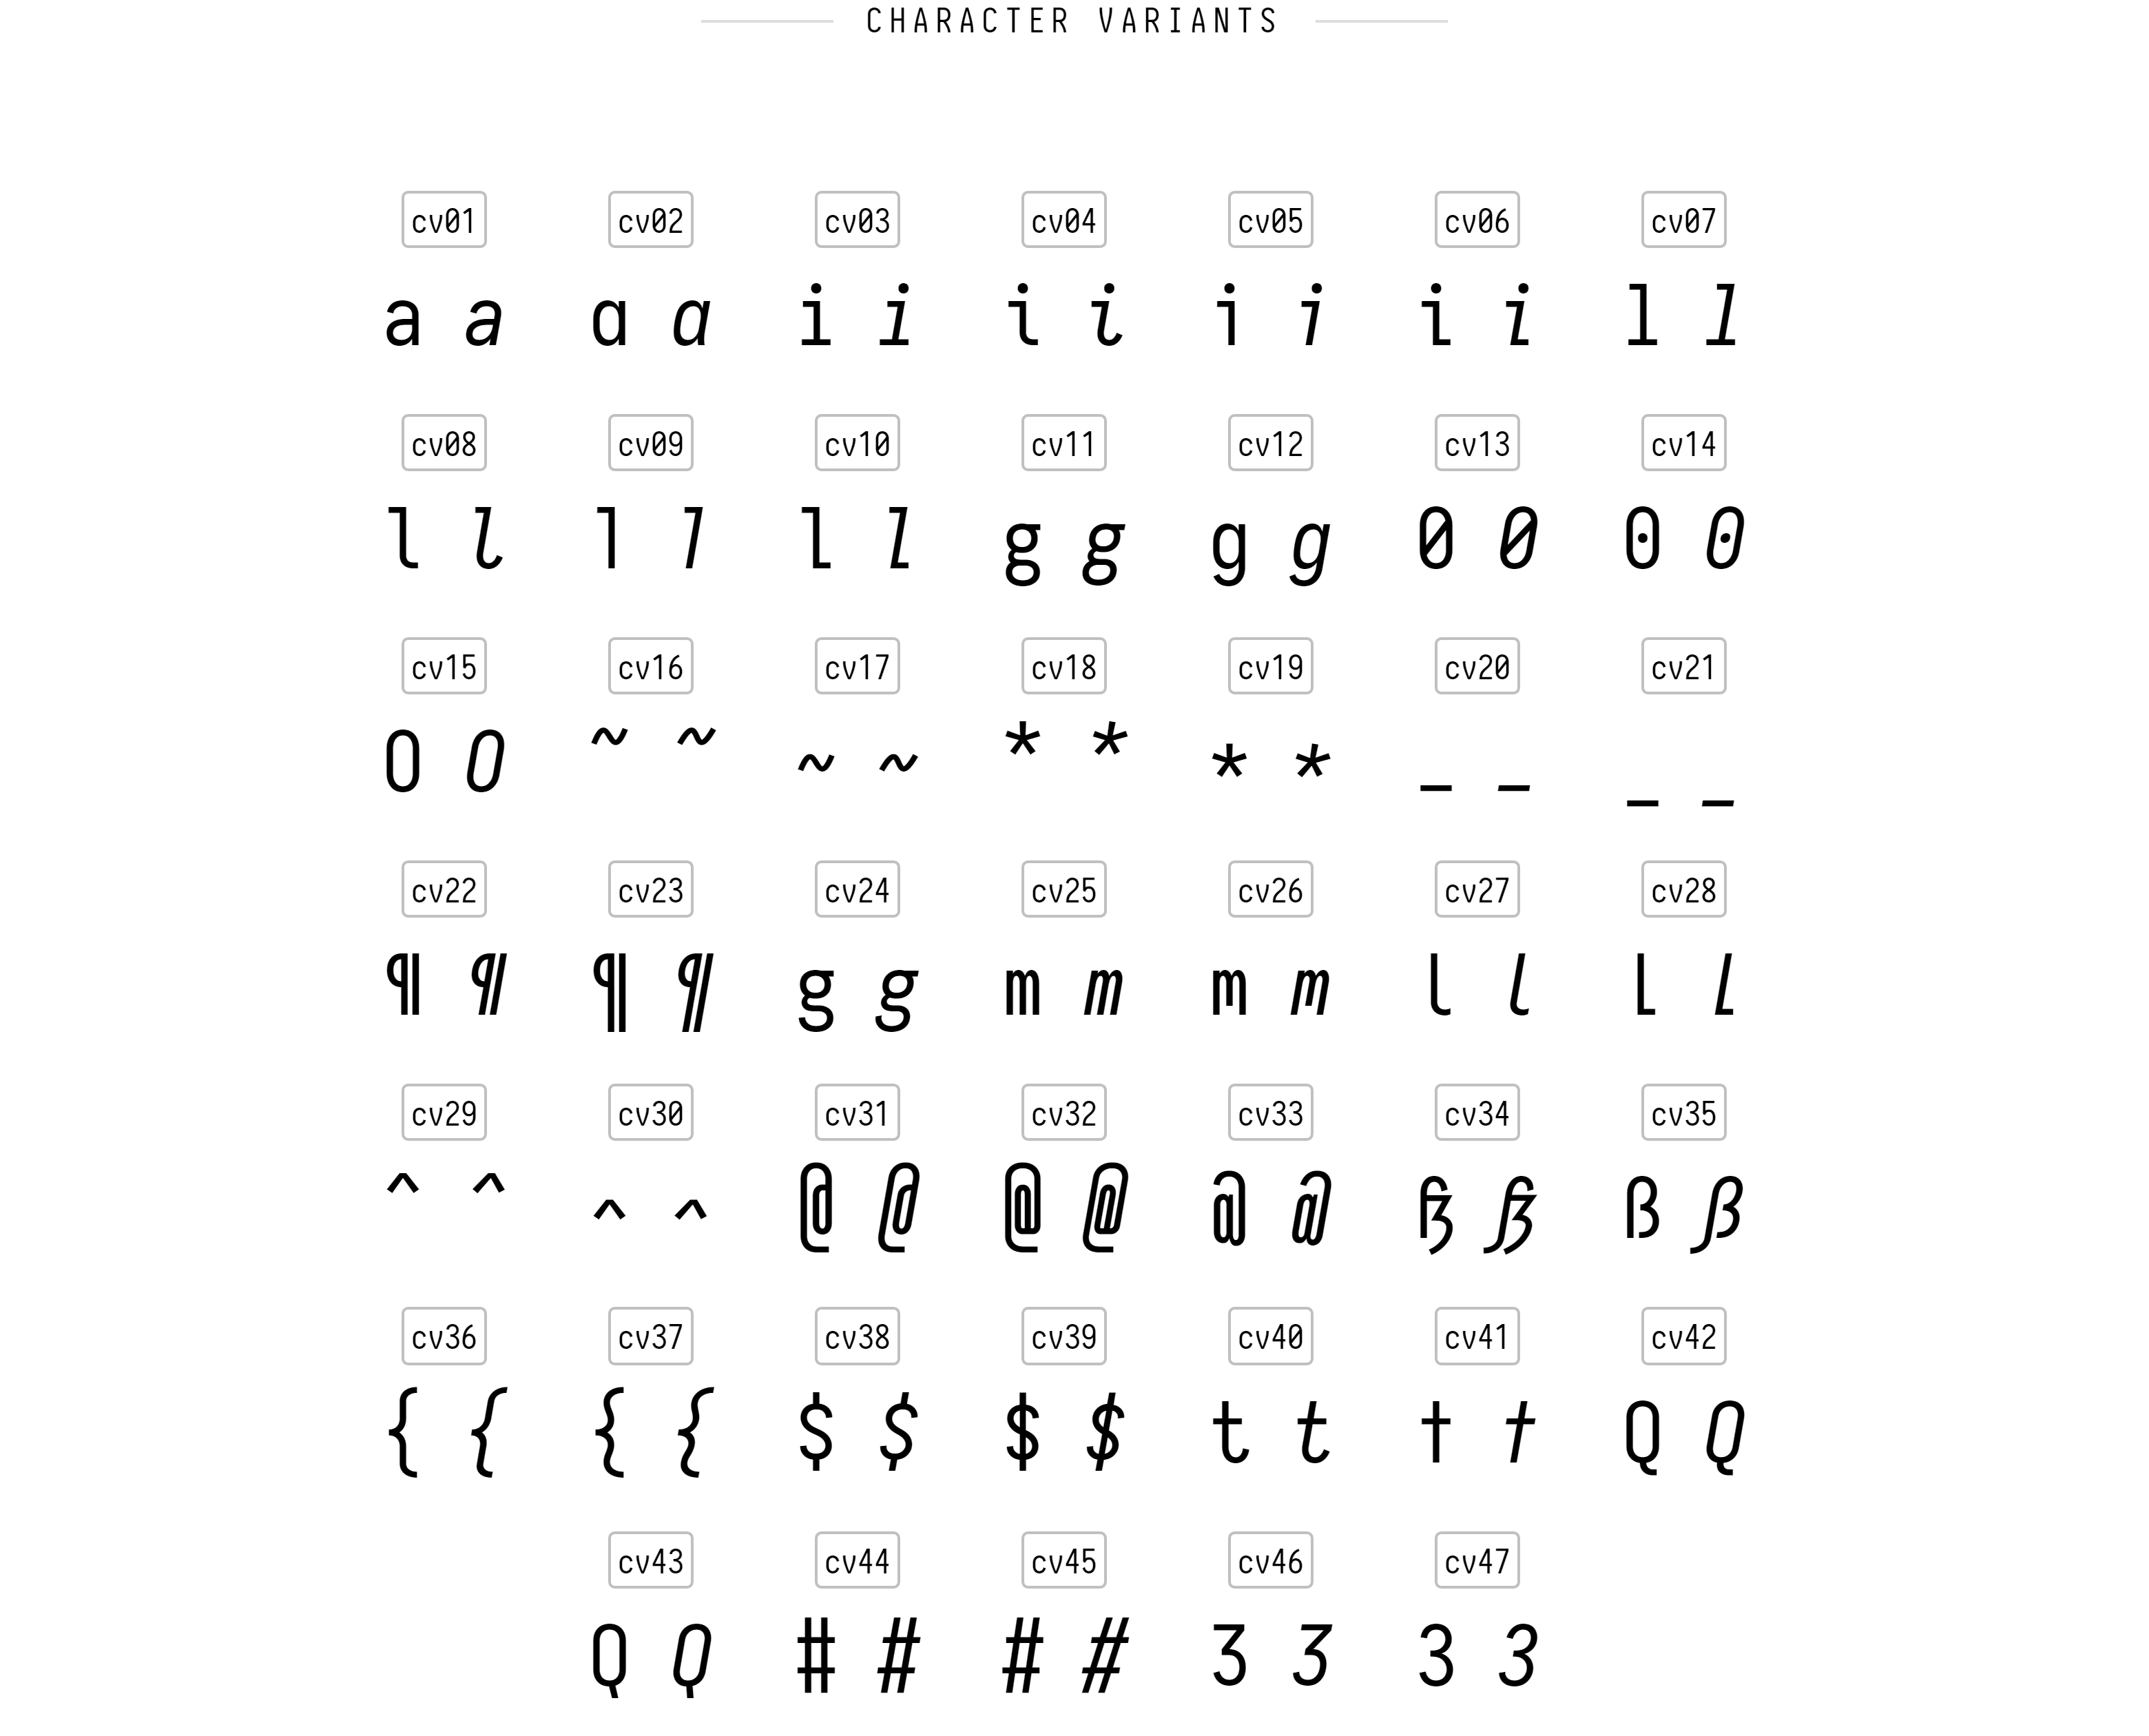 CHARACTER VARIANTS
cv01 cv02 cv03 cv04 cv05 cv06 cv07
a a a a i i i i i i i i l l
cv08 cv09 cv10 cv11 cv12 cv13 cv14
l l l l l l g g g g 0 0 0 0
cv15 cv16 cv17 cv18 cv19 cv20 cv21
0 0 ~ ~ ~ ~ * * * * _ _ _ _
cv22 cv23 cv24 cv25 cv26 cv27 cv28
¶ ¶ ¶ ¶ g g m m m m l l l l
cv29 cv30 cv31 cv32 cv33 cv34 cv35
^ ^ ^ ^ @ @ @ @ @ @ ß ß ß ß
cv36 cv37 cv38 cv39 cv40 cv41 cv42
{ { { { $ $ $ $ t t t t Q Q
cv43 cv44 cv45 cv46 cv47
Q Q # # # # 3 3 3 3